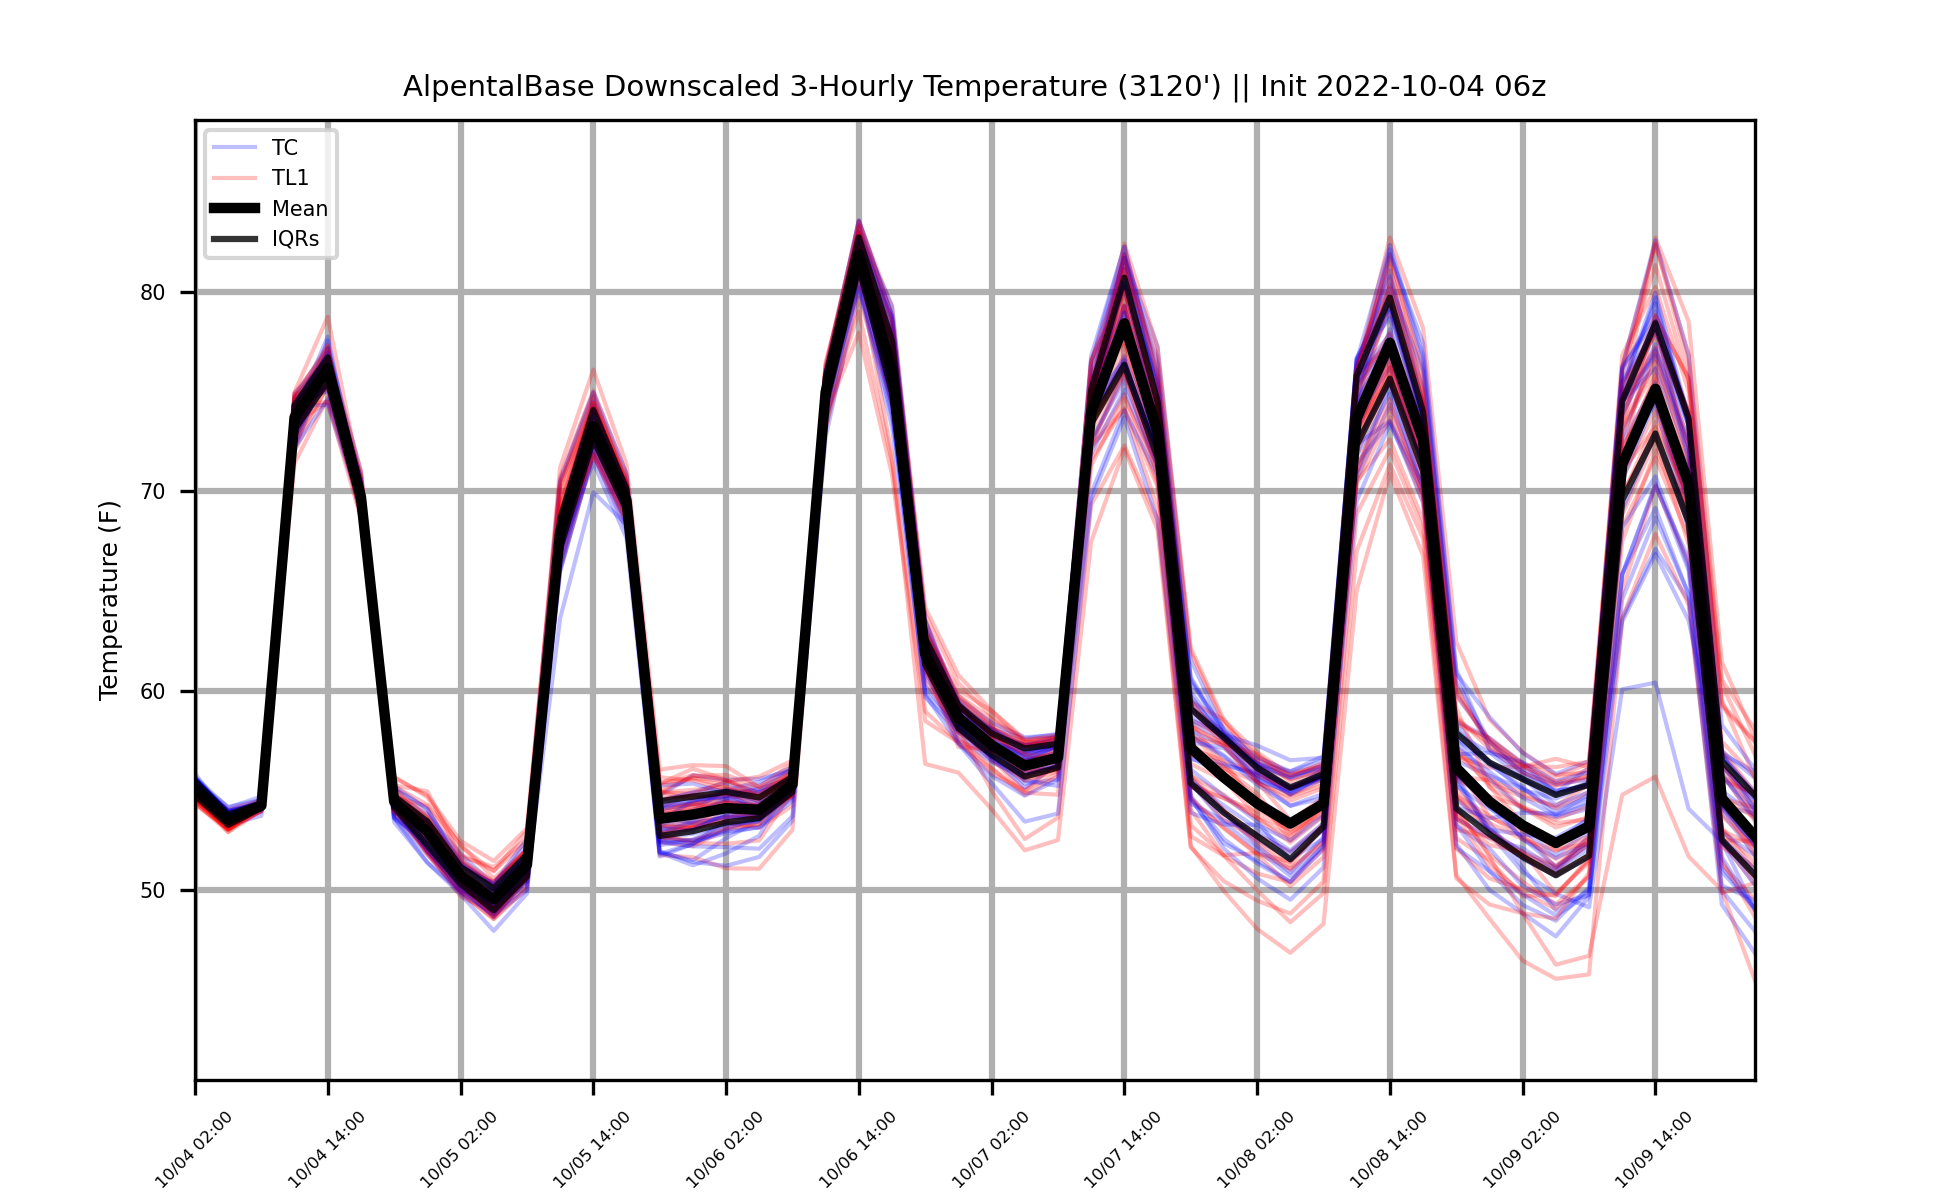 AlpentalBase Downscaled 3-Hourly Temperature (3120') || Init 2022-10-04 06z
TC
TL1
Mean
IQRs
Temperature (F)
80
70
60
50
10/04 02:00
10/04 14:00
10/05 02:00
10/05 14:00
10/06 02:00
10/06 14:00
10/07 02:00
10/07 14:00
10/08 02:00
10/08 14:00
10/09 02:00
10/09 14:00